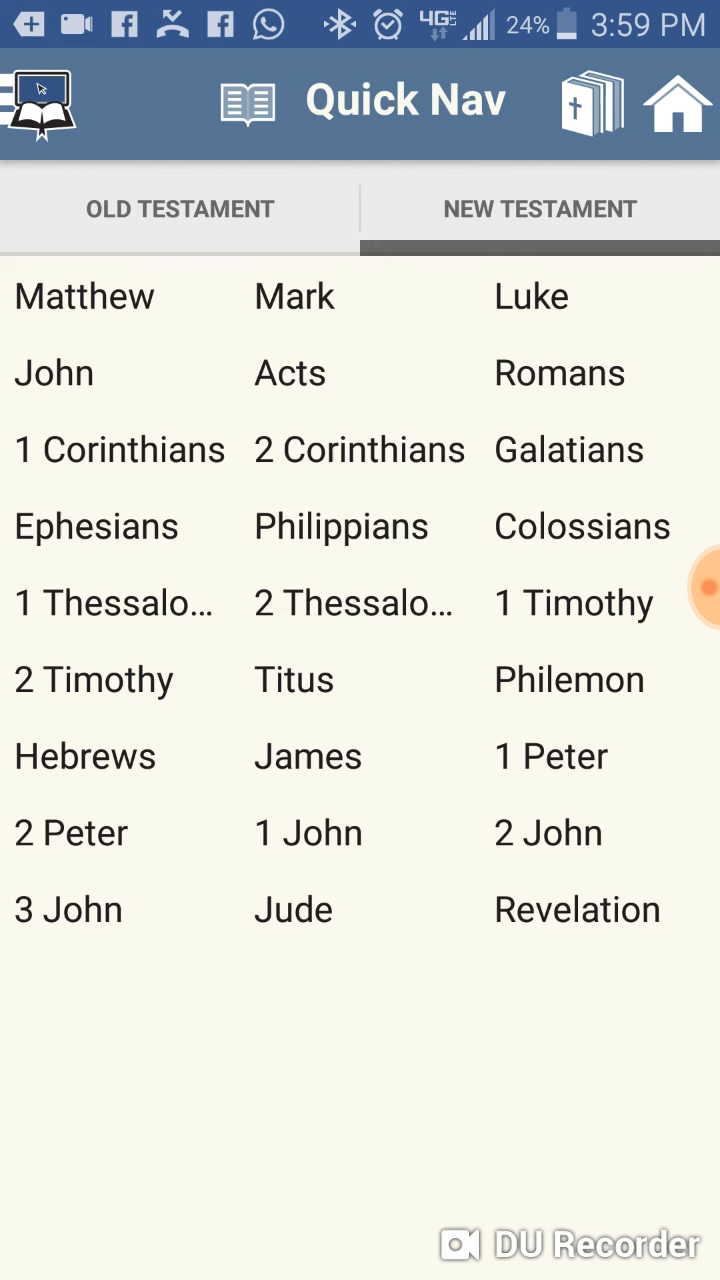 4G LTE 24% 3:59 PM
Quick Nav
OLD TESTAMENT NEW TESTAMENT
Matthew Mark Luke
John Acts Romans
1 Corinthians 2 Corinthians Galatians
Ephesians Philippians Colossians
1 Thessalo... 2 Thessalo... 1 Timothy
2 Timothy Titus Philemon
Hebrews James 1 Peter
2 Peter 1 John 2 John
3 John Jude Revelation
DU Recorder